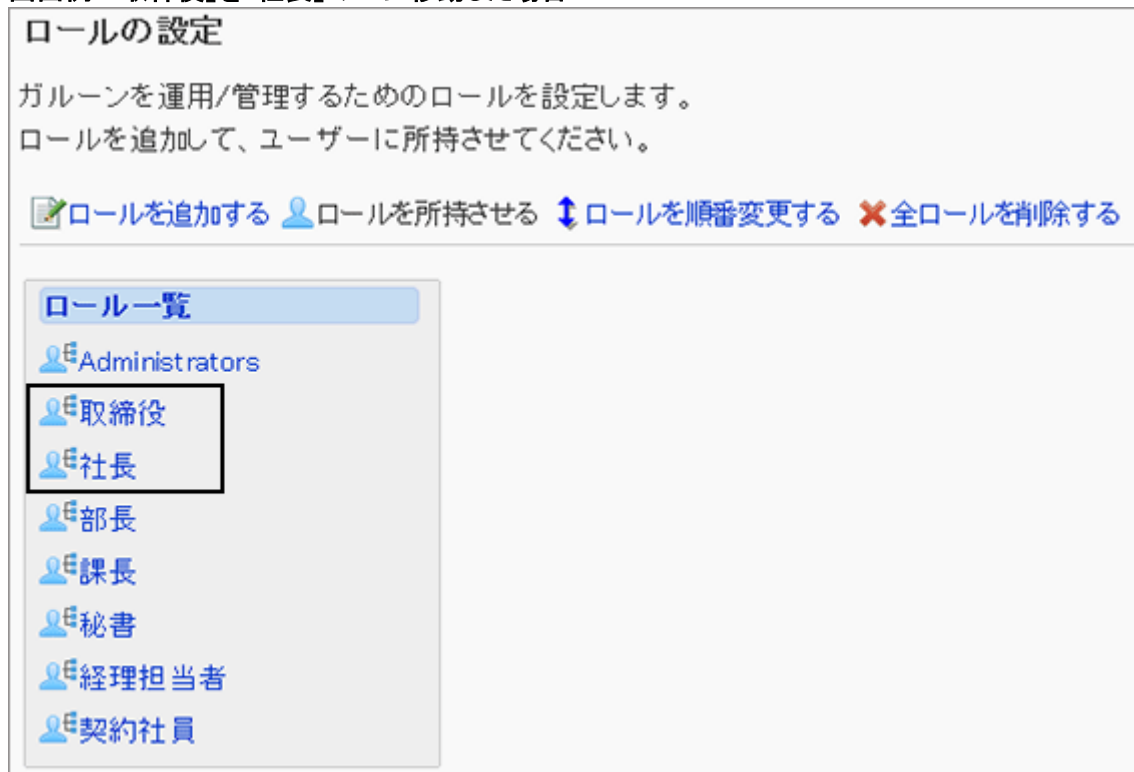 ロールの設定
ガルーンを運用/管理するためのロールを設定します。
ロールを追加して、ユーザーに所持させてください。
ロールを追加する ロールを所持させる ロールを順番変更する 全ロールを削除する
ロール一覧
Administrators
取締役
社長
部長
課長
秘書
経理担当者
契約社員